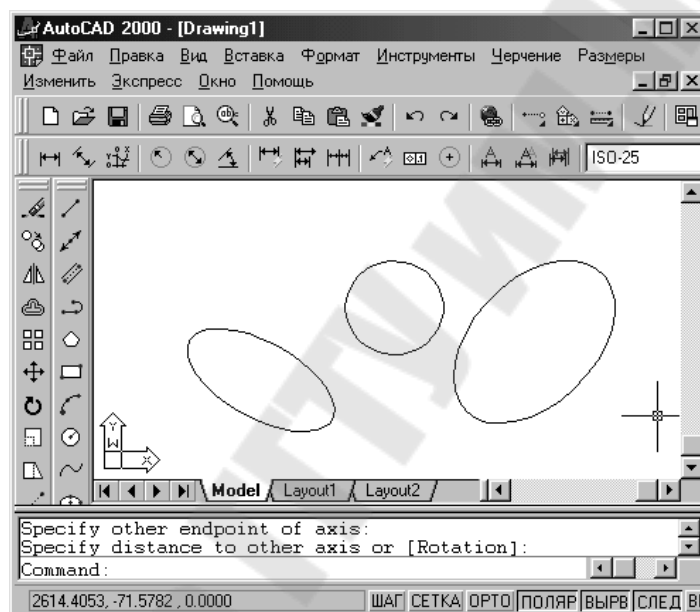 AutoCAD 2000 - [Drawing1]
Файл Правка Вид Вставка Формат Инструменты Черчение Размеры
Изменить Экспресс Окно Помощь
ISO-25
Y
W
X
Model Layout1 Layout2
Specify other endpoint of axis:
Specify distance to other axis or [Rotation]:
Command:
2614.4053, -71.5782 , 0.0000 ШАГ СЕТКА ОРТО ПОЛЯР ВЫРВ СЛЕД